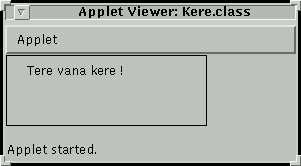 Applet Viewer: Kere.class
Applet
Tere vana kere !
Applet started.